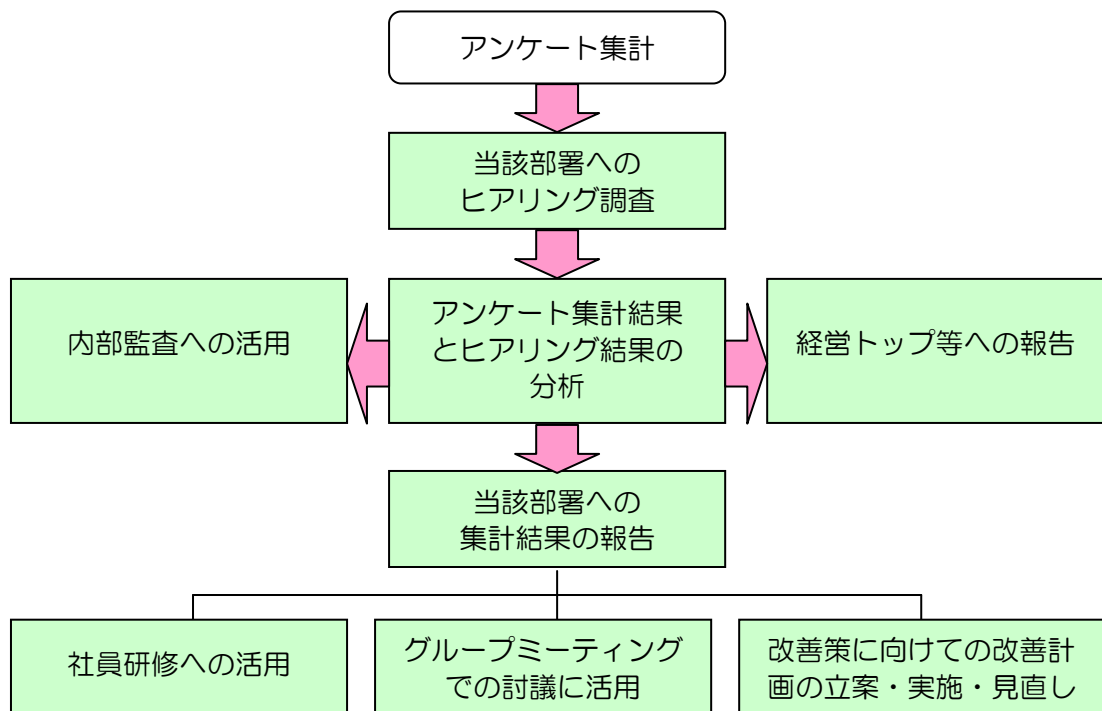 アンケート集計
当該部署への
ヒアリング調査
内部監査への活用
アンケート集計結果
とヒアリング結果の
分析
経営トップ等への報告
当該部署への
集計結果の報告
社員研修への活用
グループミーティング
での討議に活用
改善策に向けての改善計
画の立案・実施・見直し